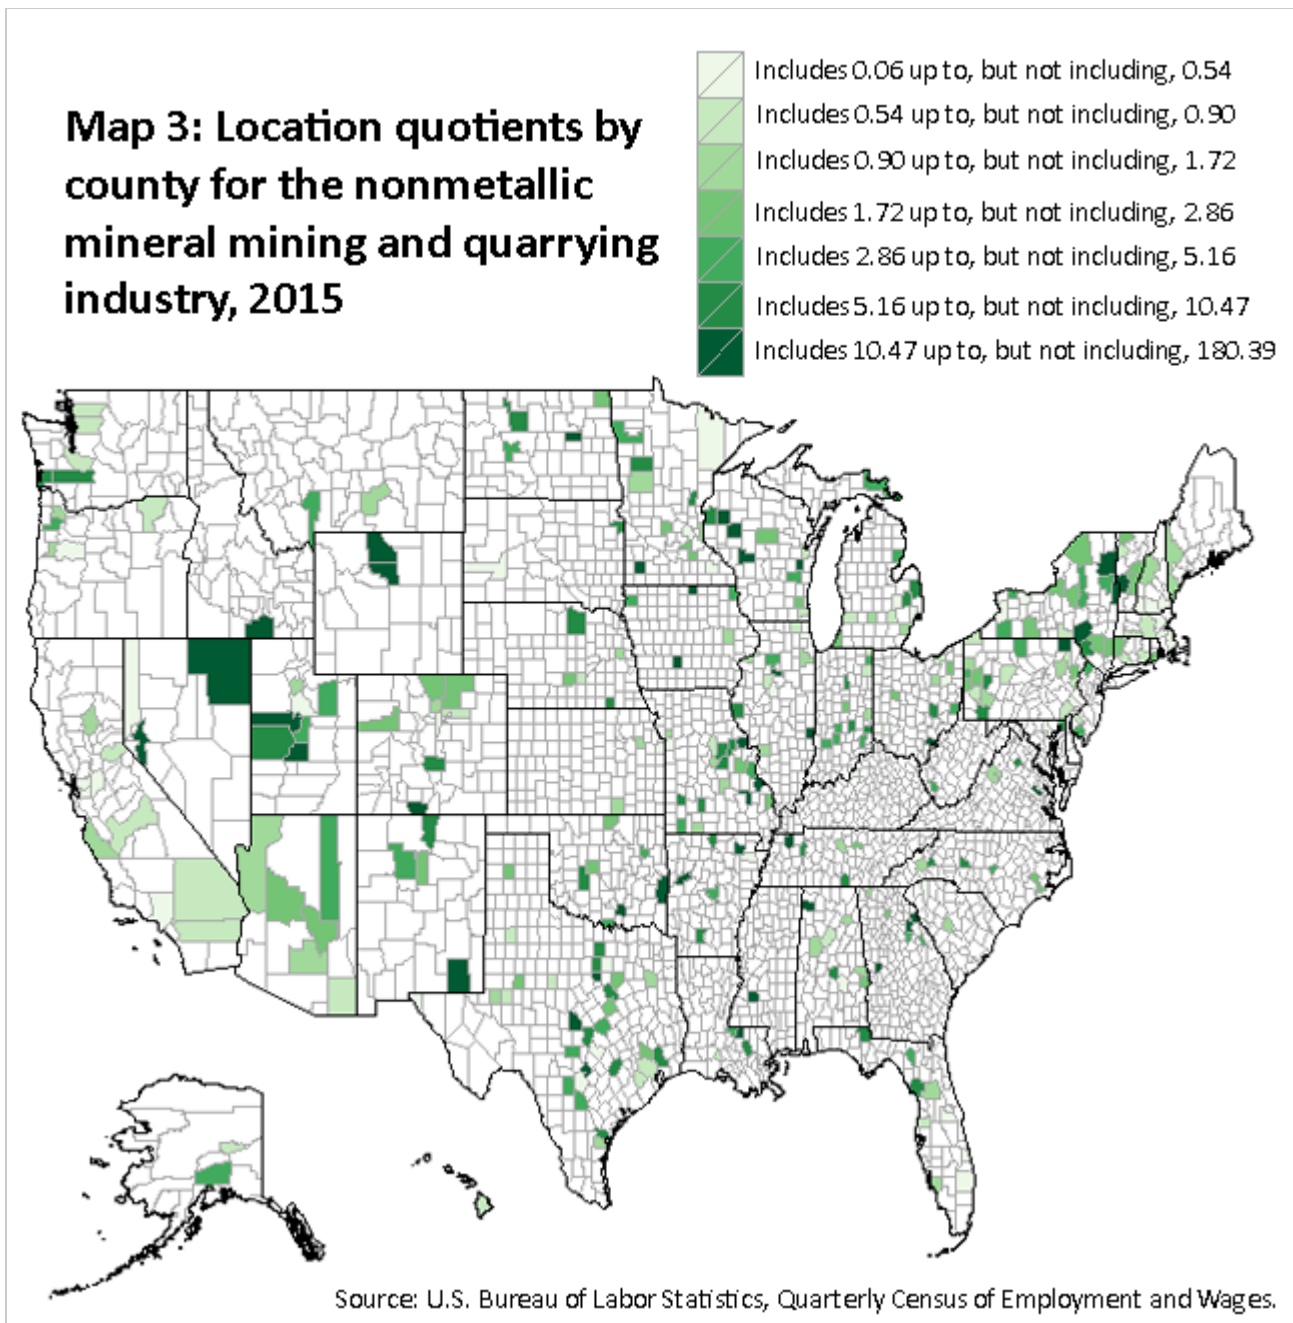 Map 3: Location quotients by
county for the nonmetallic
mineral mining and quarrying
industry, 2015
Includes 0.06 up to, but not including, 0.54
Includes 0.54 up to, but not including, 0.90
Includes 0.90 up to, but not including, 1.72
Includes 1.72 up to, but not including, 2.86
Includes 2.86 up to, but not including, 5.16
Includes 5.16 up to, but not including, 10.47
Includes 10.47 up to, but not including, 180.39
Source: U.S. Bureau of Labor Statistics, Quarterly Census of Employment and Wages.